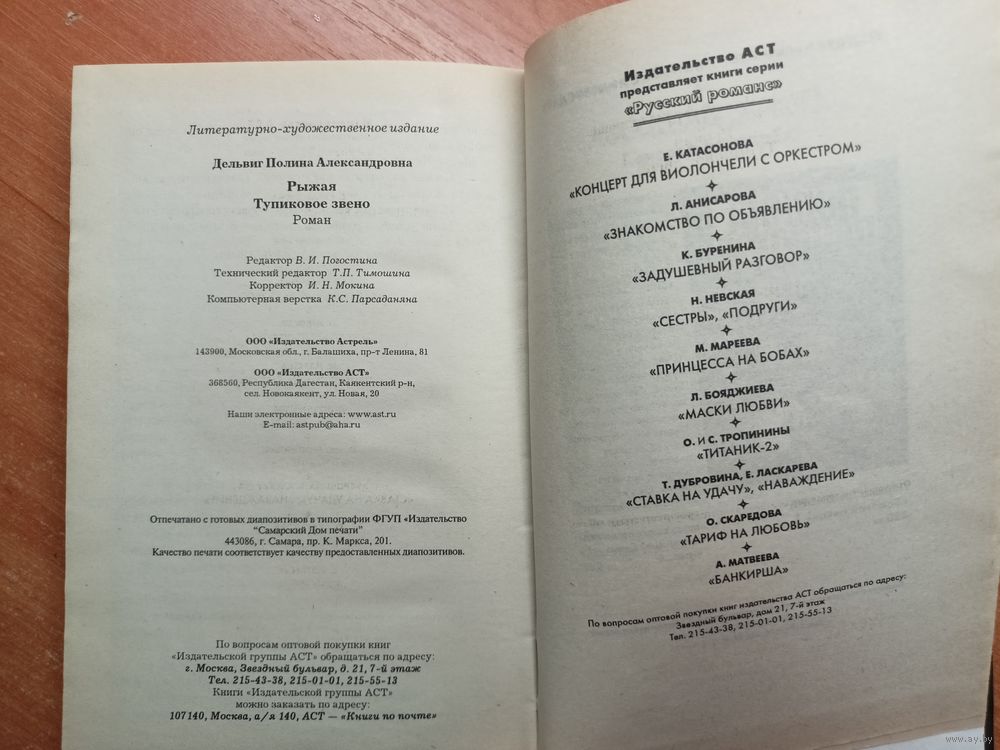 Литературно-художественное издание
Дельвиг Полина Александровна
Рыжая
Тупиковое звено
Роман
Редактор В. И. Погостина
Технический редактор Т.П. Тимошина
Корректор И. Н. Мокина
Компьютерная верстка К.С. Парсаданяна
ООО «Издательство Астрель»
143900, Московская обл., г. Балашиха, пр-т Ленина, 81
ООО «Издательство АСТ»
368560, Республика Дагестан, Каякентский р-н,
сел. Новокаякент, ул. Новая, 20
Наши электронные адреса: www.ast.ru
E-mail: astpub@aha.ru
Отпечатано с готовых диапозитивов в типографии ФГУП «Издательство
"Самарский Дом печати"
443086, г. Самара, пр. К. Маркса, 201.
Качество печати соответствует качеству предоставленных диапозитивов.
По вопросам оптовой покупки книг
«Издательской группы АСТ» обращаться по адресу:
г. Москва, Звездный бульвар, д. 21, 7-й этаж
Тел. 215-43-38, 215-01-01, 215-55-13
Книги «Издательской группы АСТ»
можно заказать по адресу:
107140, Москва, а/я 140, АСТ — «Книги по почте»
Издательство АСТ
представляет книги серии
«Русский романс»
Е. КАТАСОНОВА
«КОНЦЕРТ ДЛЯ ВИОЛОНЧЕЛИ С ОРКЕСТРОМ»
Л. АНИСАРОВА
«ЗНАКОМСТВО ПО ОБЪЯВЛЕНИЮ»
К. БУРЕНИНА
«ЗАДУШЕВНЫЙ РАЗГОВОР»
Н. НЕВСКАЯ
«СЕСТРЫ», «ПОДРУГИ»
М. МАРЕЕВА
«ПРИНЦЕССА НА БОБАХ»
Л. БОЯДЖИЕВА
«МАСКИ ЛЮБВИ»
О. И С. ТРОПИНИНЫ
«ТИТАНИК-2»
Т. ДУБРОВИНА, Е. ЛАСКАРЕВА
«СТАВКА НА УДАЧУ», «НАВАЖДЕНИЕ»
О. СКАРЕДОВА
«ТАРИФ НА ЛЮБОВЬ»
А. МАТВЕЕВА
«БАНКИРША»
По вопросам оптовой покупки книг издательства АСТ обращаться по адресу:
Звездный бульвар, дом 21, 7-й этаж
Тел. 215-43-38, 215-01-01, 215-55-13
www.ay.by